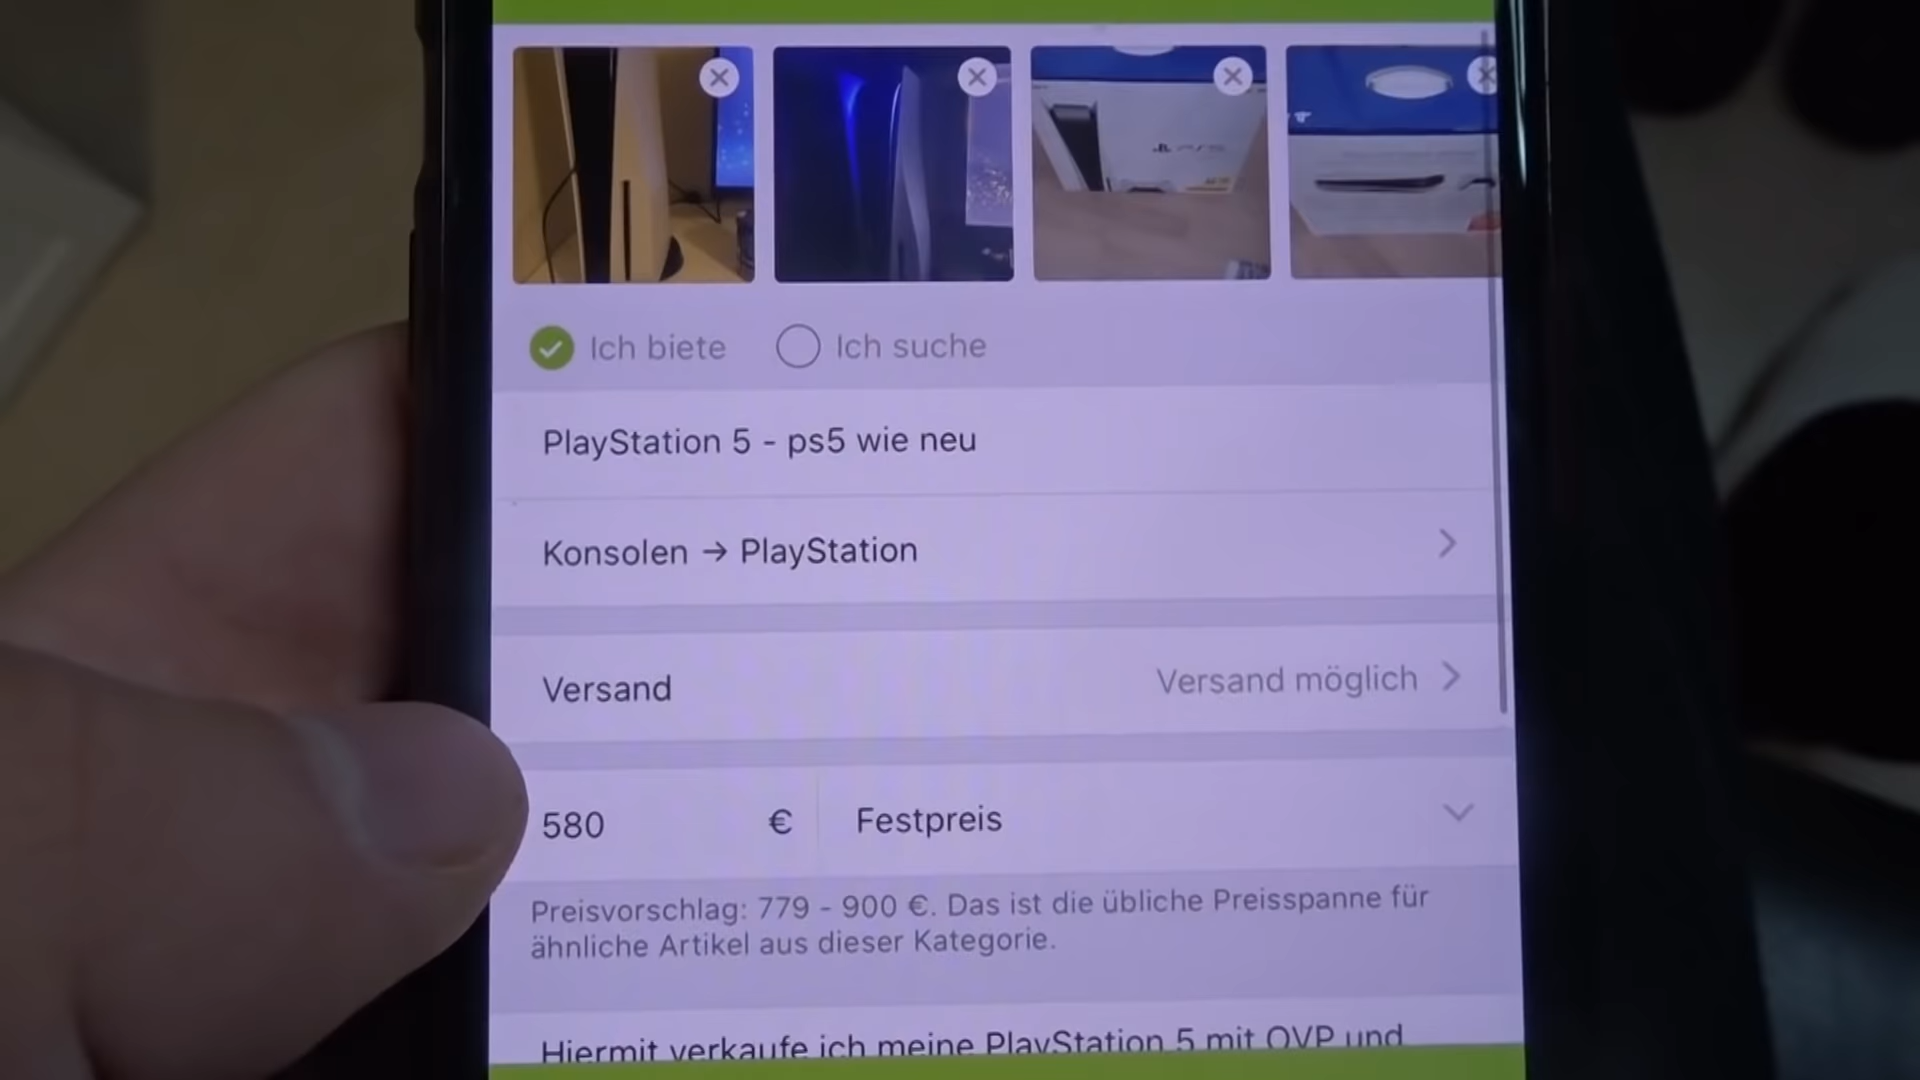 PS5
Ich biete
Ich suche
PlayStation 5 - ps5 wie neu
Konsolen → PlayStation
Versand
Versand möglich
580
€
Festpreis
Preisvorschlag: 779 - 900 €. Das ist die übliche Preisspanne für
ähnliche Artikel aus dieser Kategorie.
Hiermit verkaufe ich meine PlayStation 5 mit OVP und